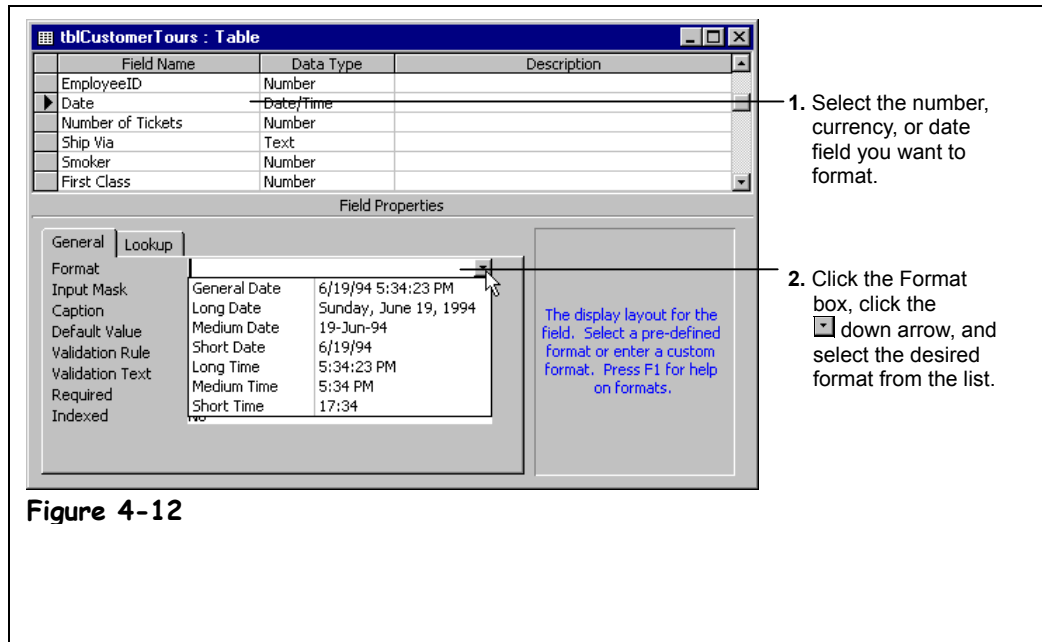 tblCustomerTours : Table
Field Name Data Type Description
EmployeeID Number
Date Date/Time
Number of Tickets Number
Ship Via Text
Smoker Number
First Class Number
Field Properties
General Lookup
Format
Input Mask
Caption
Default Value
Validation Rule
Validation Text
Required
Indexed No
General Date 6/19/94 5:34:23 PM
Long Date Sunday, June 19, 1994
Medium Date 19-Jun-94
Short Date 6/19/94
Long Time 5:34:23 PM
Medium Time 5:34 PM
Short Time 17:34
The display layout for the
field. Select a pre-defined
format or enter a custom
format. Press F1 for help
on formats.
1. Select the number,
currency, or date
field you want to
format.
2. Click the Format
box, click the
down arrow, and
select the desired
format from the list.
Figure 4-12